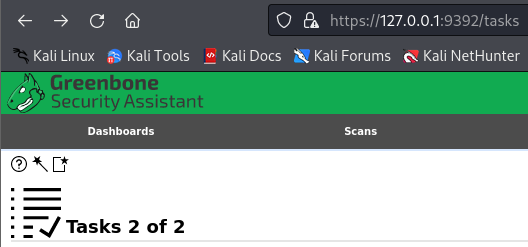 https://127.0.0.1:9392/tasks
Kali Linux Kali Tools Kali Docs Kali Forums Kali NetHunter
Greenbone
Security Assistant
Dashboards Scans
Tasks 2 of 2